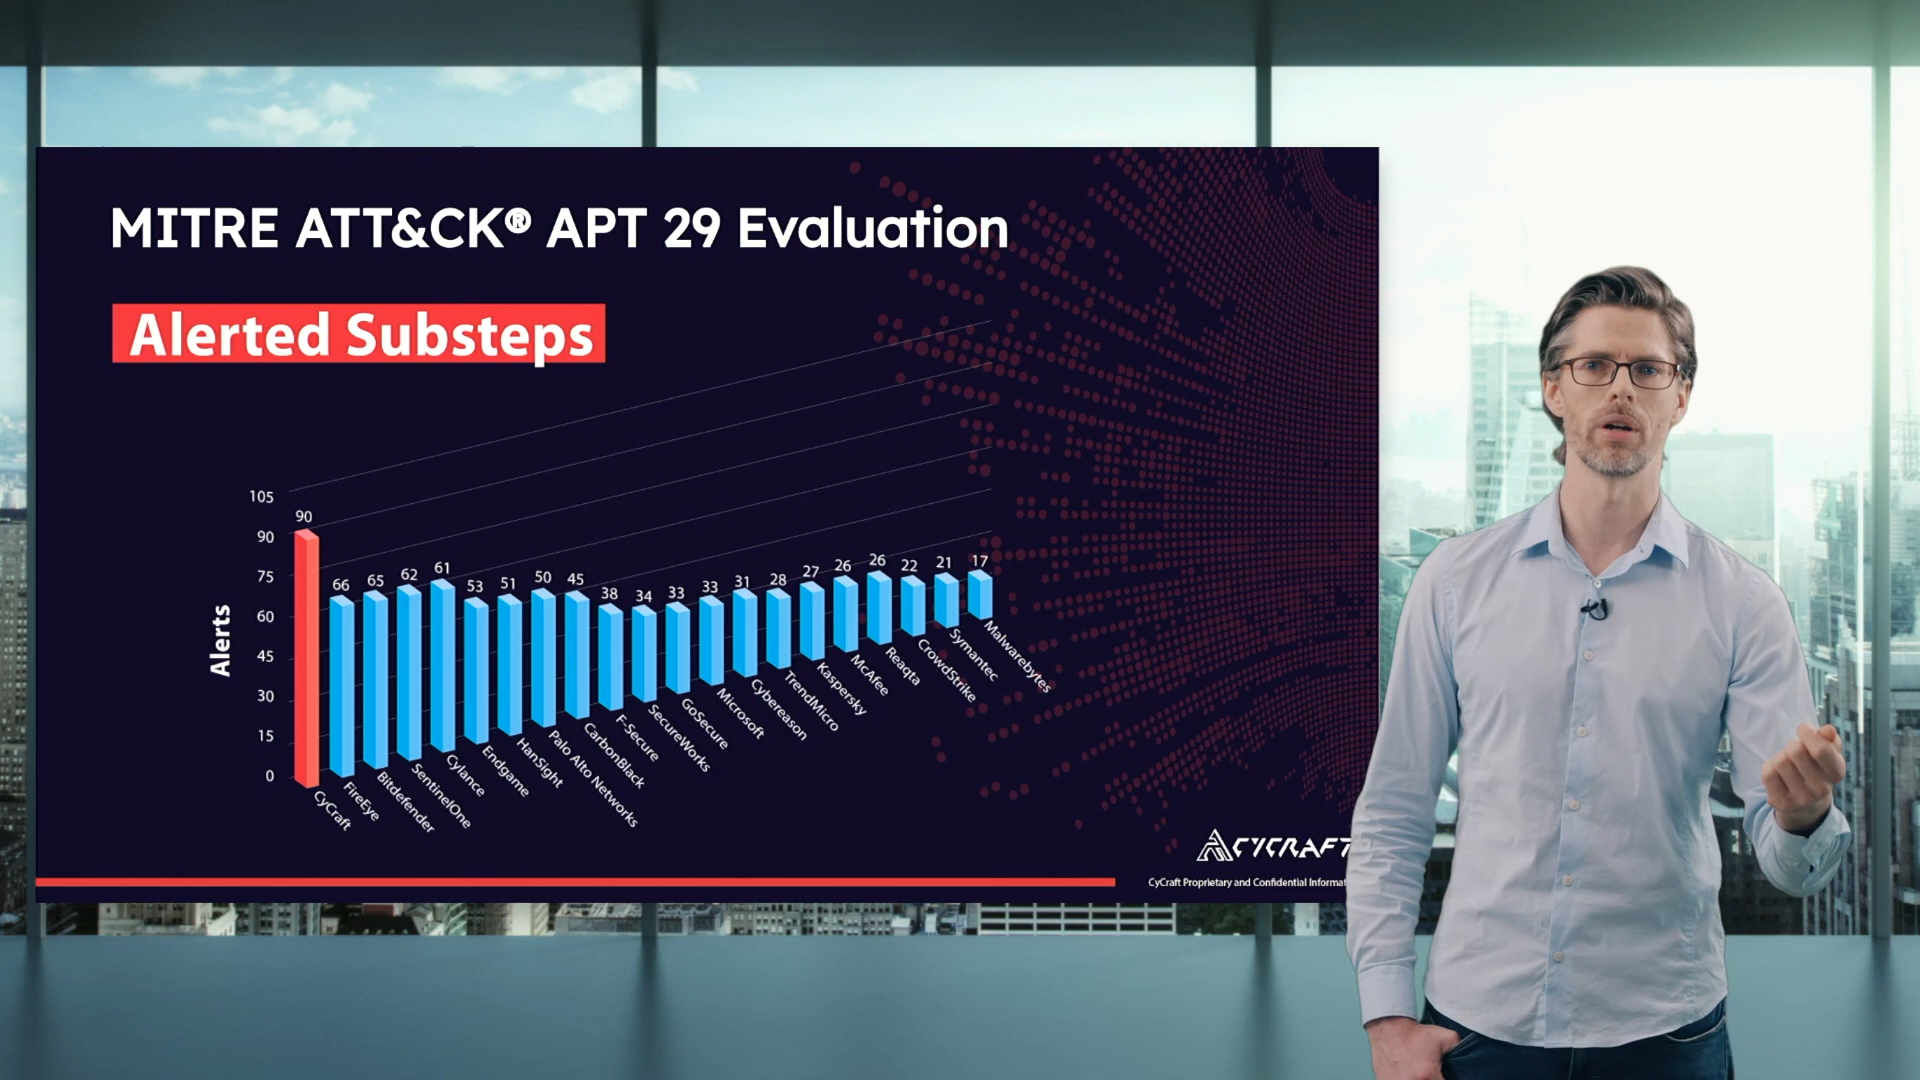 MITRE ATT&CK® APT 29 Evaluation
Alerted Substeps
Alerts
105
90
75
60
45
30
15
0
90
66
65
62
61
53
51
50
45
38
34
33
33
31
28
27
26
26
22
21
17
CyCraft
FireEye
Bitdefender
SentinelOne
Cylance
Endgame
HanSight
Palo Alto Networks
CarbonBlack
F-Secure
SecureWorks
GoSecure
Microsoft
Cybereason
TrendMicro
Kaspersky
McAfee
Reaqta
CrowdStrike
Symantec
Malwarebytes
CYCRAFT
CyCraft Proprietary and Confidential Informat